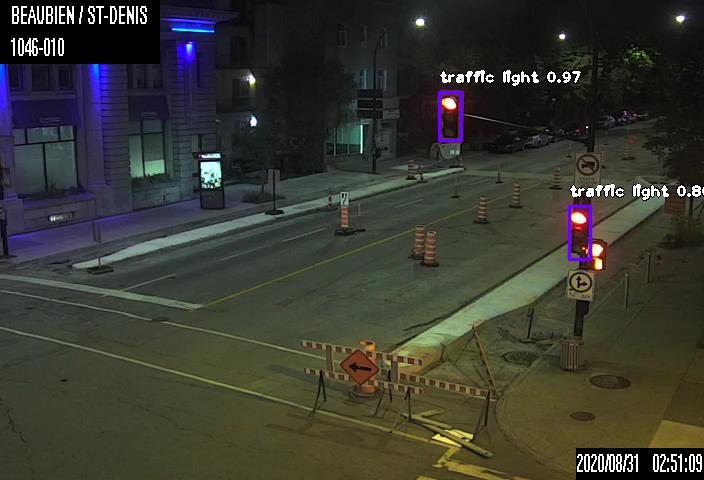 BEAUBIEN / ST-DENIS
1046-010
traffic light 0.97
traffic light 0.8
2020/08/31 02:51:09